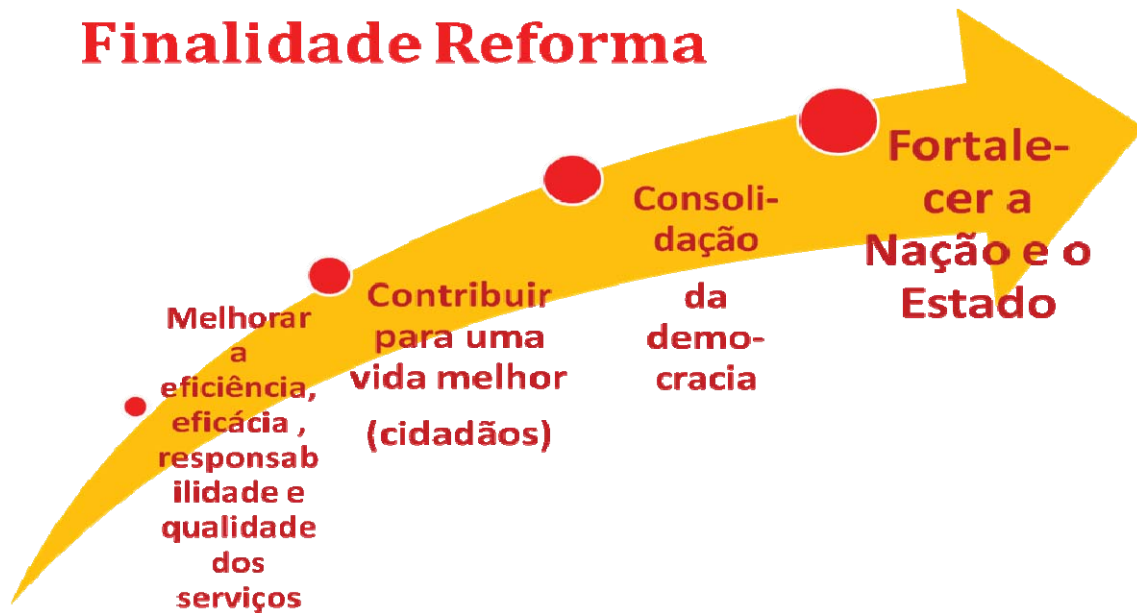 Finalidade Reforma
Melhorar
a
eficiência,
eficácia ,
responsab
ilidade e
qualidade
dos
serviços
Contribuir
para uma
vida melhor
(cidadãos)
Consoli-
dação
da
demo-
cracia
Fortale-
cer a
Nação e o
Estado